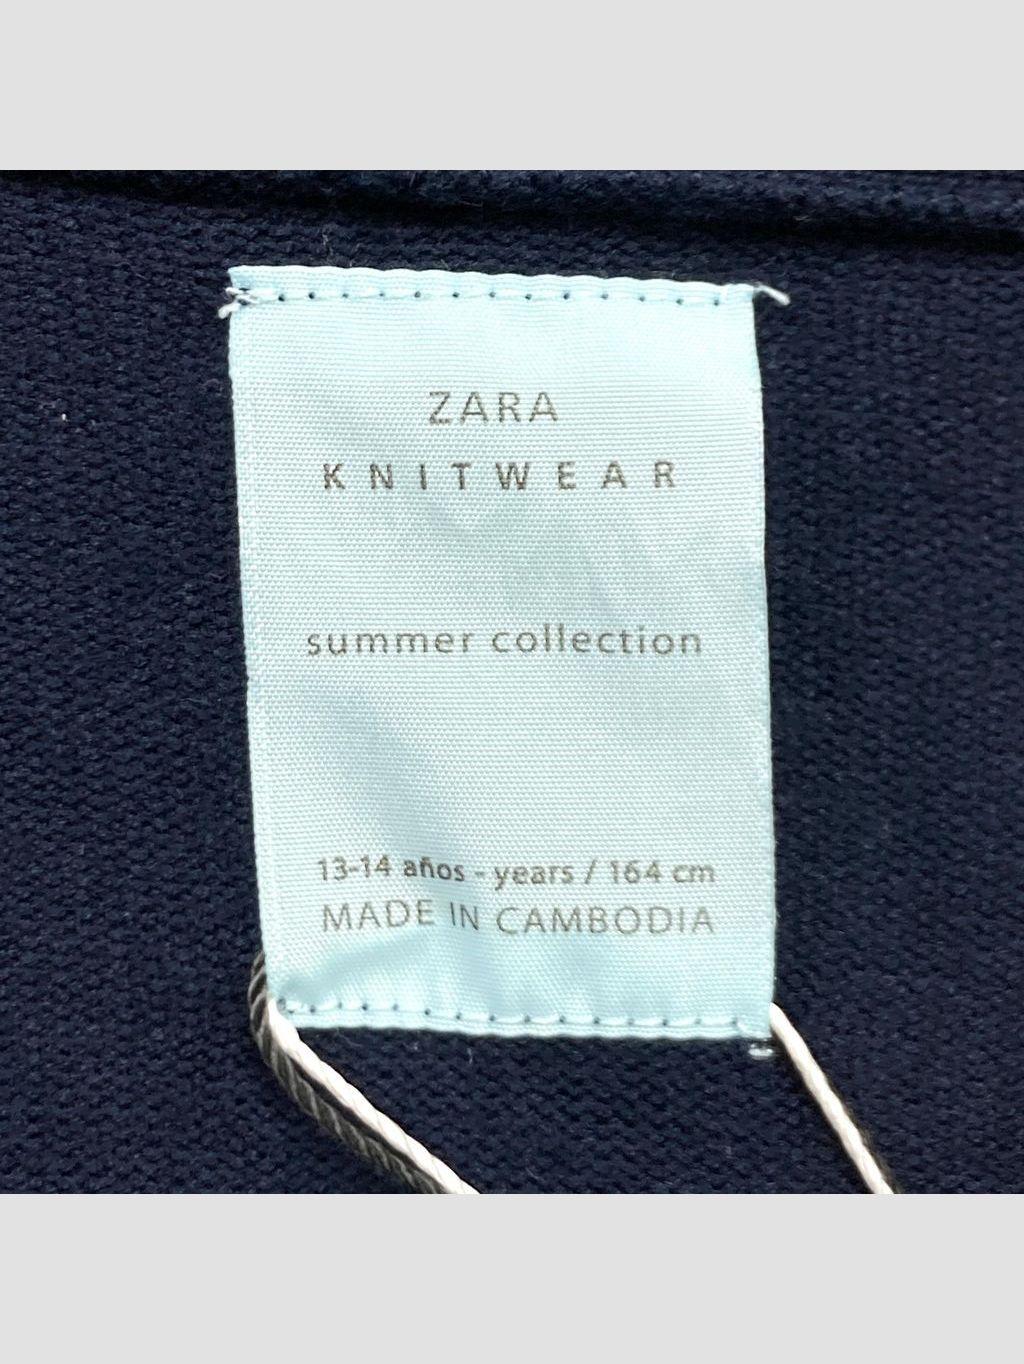 ZARA
KNITWEAR
summer collection
13-14 años - years / 164 cm
MADE IN CAMBODIA